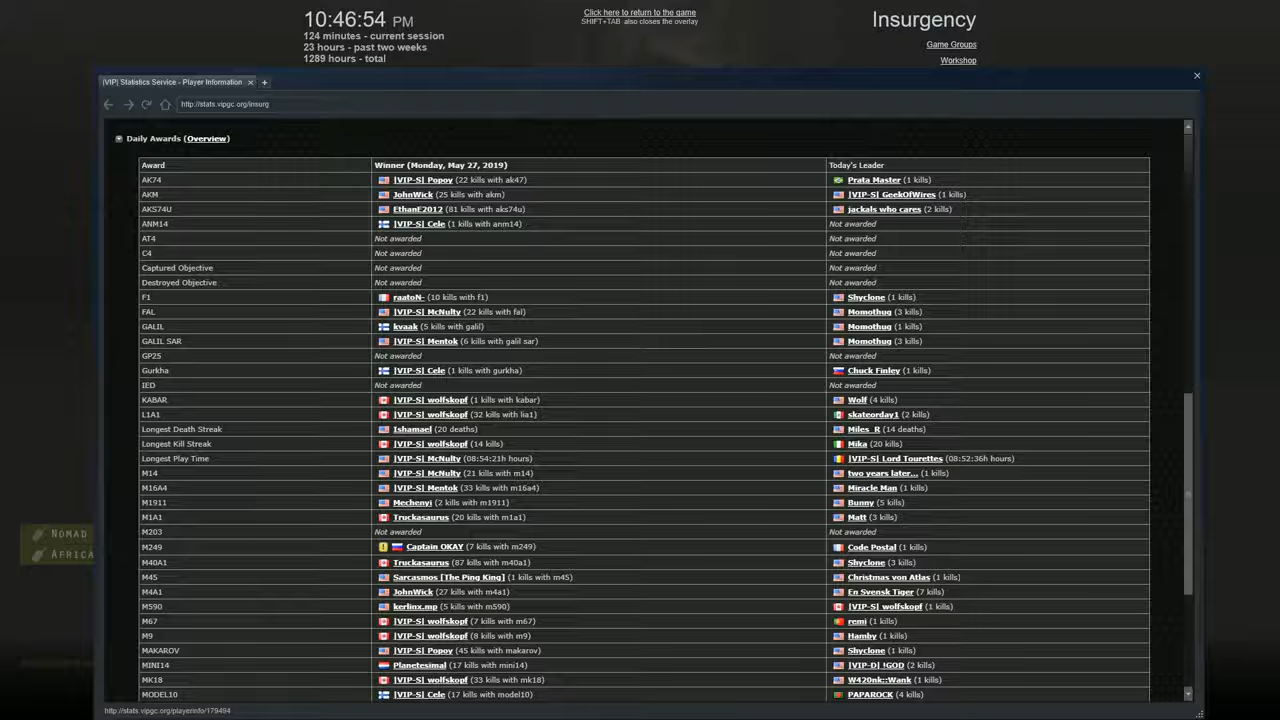 10:46:54 PM
124 minutes - current session
23 hours - past two weeks
1289 hours - total
Click here to return to the game
SHIFT+TAB also closes the overlay
Insurgency
Game Groups
Workshop
|VIP| Statistics Service - Player Information
http://stats.vipgc.org/insurg
Daily Awards (Overview)
Award Winner (Monday, May 27, 2019) Today's Leader
AK74 |VIP-S| Popoy (22 kills with ak47) Prata Master (1 kills)
AKM JohnWick (25 kills with akm) |VIP-S| GeekOfWires (1 kills)
AKS74U EthanE2012 (81 kills with aks74u) jackals who cares (2 kills)
ANM14 |VIP-S| Cele (1 kills with anm14) Not awarded
AT4 Not awarded Not awarded
C4 Not awarded Not awarded
Captured Objective Not awarded Not awarded
Destroyed Objective Not awarded Not awarded
F1 raatoN- (10 kills with f1) Shyclone (1 kills)
FAL |VIP-S| McNulty (22 kills with fal) Momothug (3 kills)
GALIL kvaak (5 kills with galil) Momothug (1 kills)
GALIL SAR |VIP-S| Mentok (6 kills with galil sar) Momothug (3 kills)
GP25 Not awarded Not awarded
Gurkha |VIP-S| Cele (1 kills with gurkha) Chuck Finley (1 kills)
IED Not awarded Not awarded
KABAR |VIP-S| wolfskopf (1 kills with kabar) Wolf (4 kills)
L1A1 |VIP-S| wolfskopf (32 kills with lia1) skateorday1 (2 kills)
Longest Death Streak Ishamael (20 deaths) Miles_R (14 deaths)
Longest Kill Streak |VIP-S| wolfskopf (14 kills) Mika (20 kills)
Longest Play Time |VIP-S| McNulty (08:54:21h hours) |VIP-S| Lord Tourettes (08:52:36h hours)
M14 |VIP-S| McNulty (21 kills with m14) two years later... (1 kills)
M16A4 |VIP-S| Mentok (33 kills with m16a4) Miracle Man (1 kills)
M1911 Mechenyi (2 kills with m1911) Bunny (5 kills)
M1A1 Truckasaurus (20 kills with m1a1) Matt (3 kills)
M203 Not awarded Not awarded
M249 Captain OKAY (7 kills with m249) Code Postal (1 kills)
M40A1 Truckasaurus (87 kills with m40a1) Shyclone (3 kills)
M45 Sarcasmos [The Ping King] (1 kills with m45) Christmas von Atlas (1 kills)
M4A1 JohnWick (27 kills with m4a1) En Svensk Tiger (7 kills)
M590 kerlinx.mp (5 kills with m590) |VIP-S| wolfskopf (1 kills)
M67 |VIP-S| wolfskopf (7 kills with m67) remi (1 kills)
M9 |VIP-S| wolfskopf (8 kills with m9) Hamby (1 kills)
MAKAROV |VIP-S| Popoy (45 kills with makarov) Shyclone (1 kills)
MINI14 Planetesimal (17 kills with mini14) |VIP-D| !GOD (2 kills)
MK18 |VIP-S| wolfskopf (33 kills with mk18) W420nk::Wank (1 kills)
MODEL10 |VIP-S| Cele (17 kills with model10) PAPAROCK (4 kills)
NOMAD
AFRICA
http://stats.vipgc.org/playerinfo/179494